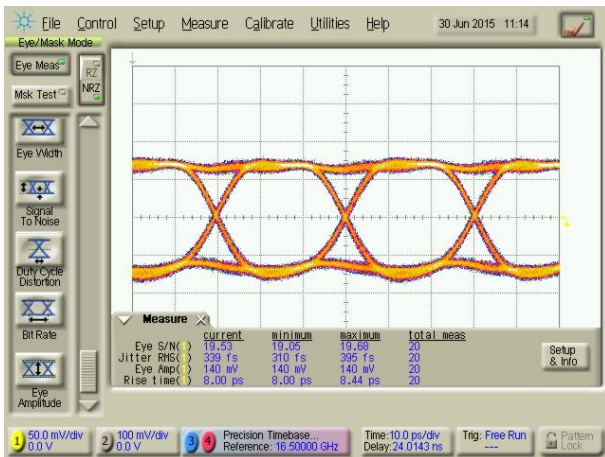 File Control Setup Measure Calibrate Utilities Help 30 Jun 2015 11:14
Eye/Mask Mode
Eye Meas
RZ
NRZ
Msk Test
Eye Width
Signal
To Noise
Duty Cycle
Distortion
Bit Rate
Eye
Amplitude
Measure
current minimum maximum total meas
Eye S/N(1) 19.53 19.05 19.68 20
Jitter RMS(1) 339 fs 310 fs 395 fs 20
Eye Amp(1) 140 mV 140 mV 140 mV 20
Rise time(1) 8.00 ps 8.00 ps 8.44 ps 20
Setup
& Info
1 50.0 mV/div
0.0 V
2 100 mV/div
0.0 V
3 4 Precision Timebase...
Reference: 16.50000 GHz
Time:10.0 ps/div
Delay:24.0143 ns
Trig: Free Run
---
Pattern
Lock